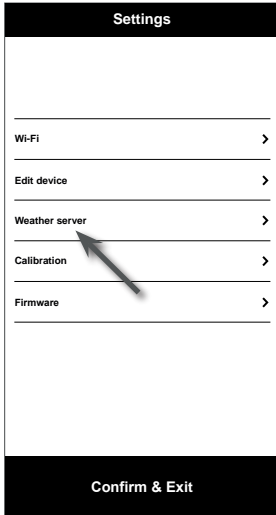 Settings
Wi-Fi
Edit device
Weather server
Calibration
Firmware
Confirm & Exit